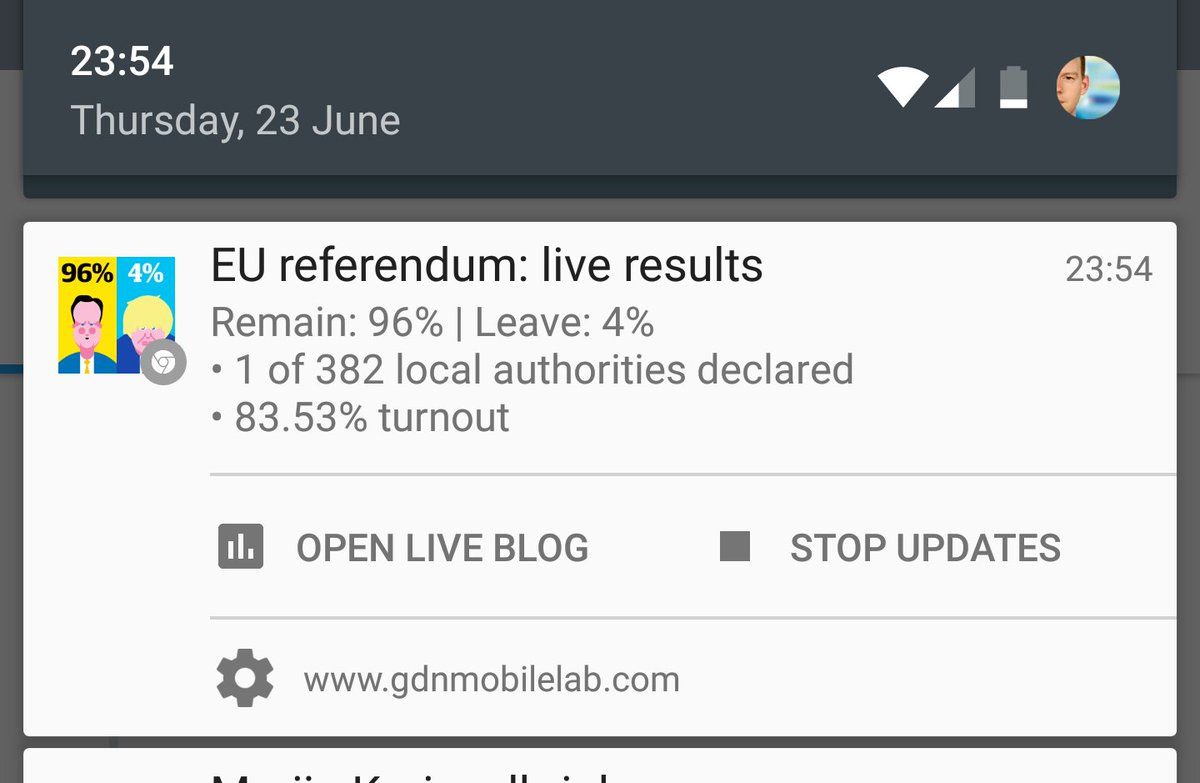 23:54
Thursday, 23 June
96% 4%
EU referendum: live results 23:54
Remain: 96% | Leave: 4%
• 1 of 382 local authorities declared
• 83.53% turnout
OPEN LIVE BLOG STOP UPDATES
www.gdnmobilelab.com